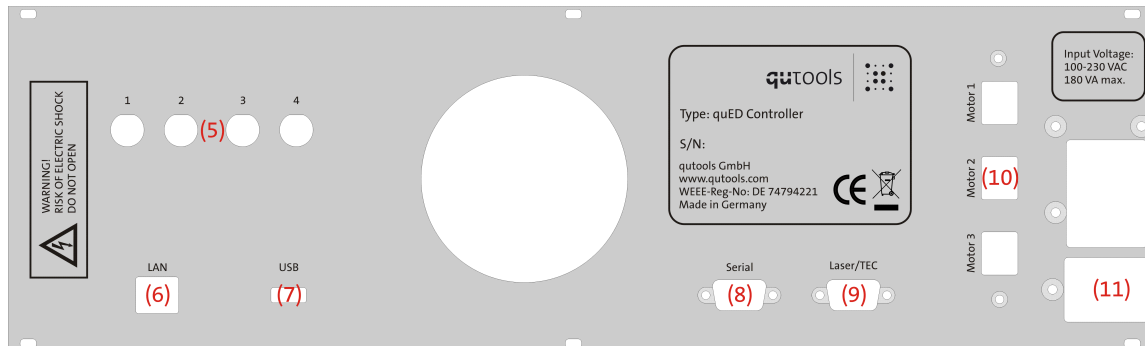 WARNING!
RISK OF ELECTRIC SHOCK
DO NOT OPEN
1 2 3 4
(5)
LAN
(6)
USB
(7)
qutools
Type: quED Controller
S/N:
qutools GmbH
www.qutools.com
WEEE-Reg-No: DE 74794221
Made in Germany
CE
Serial
(8)
Laser/TEC
(9)
Motor 1
Motor 2
(10)
Motor 3
Input Voltage:
100-230 VAC
180 VA max.
(11)